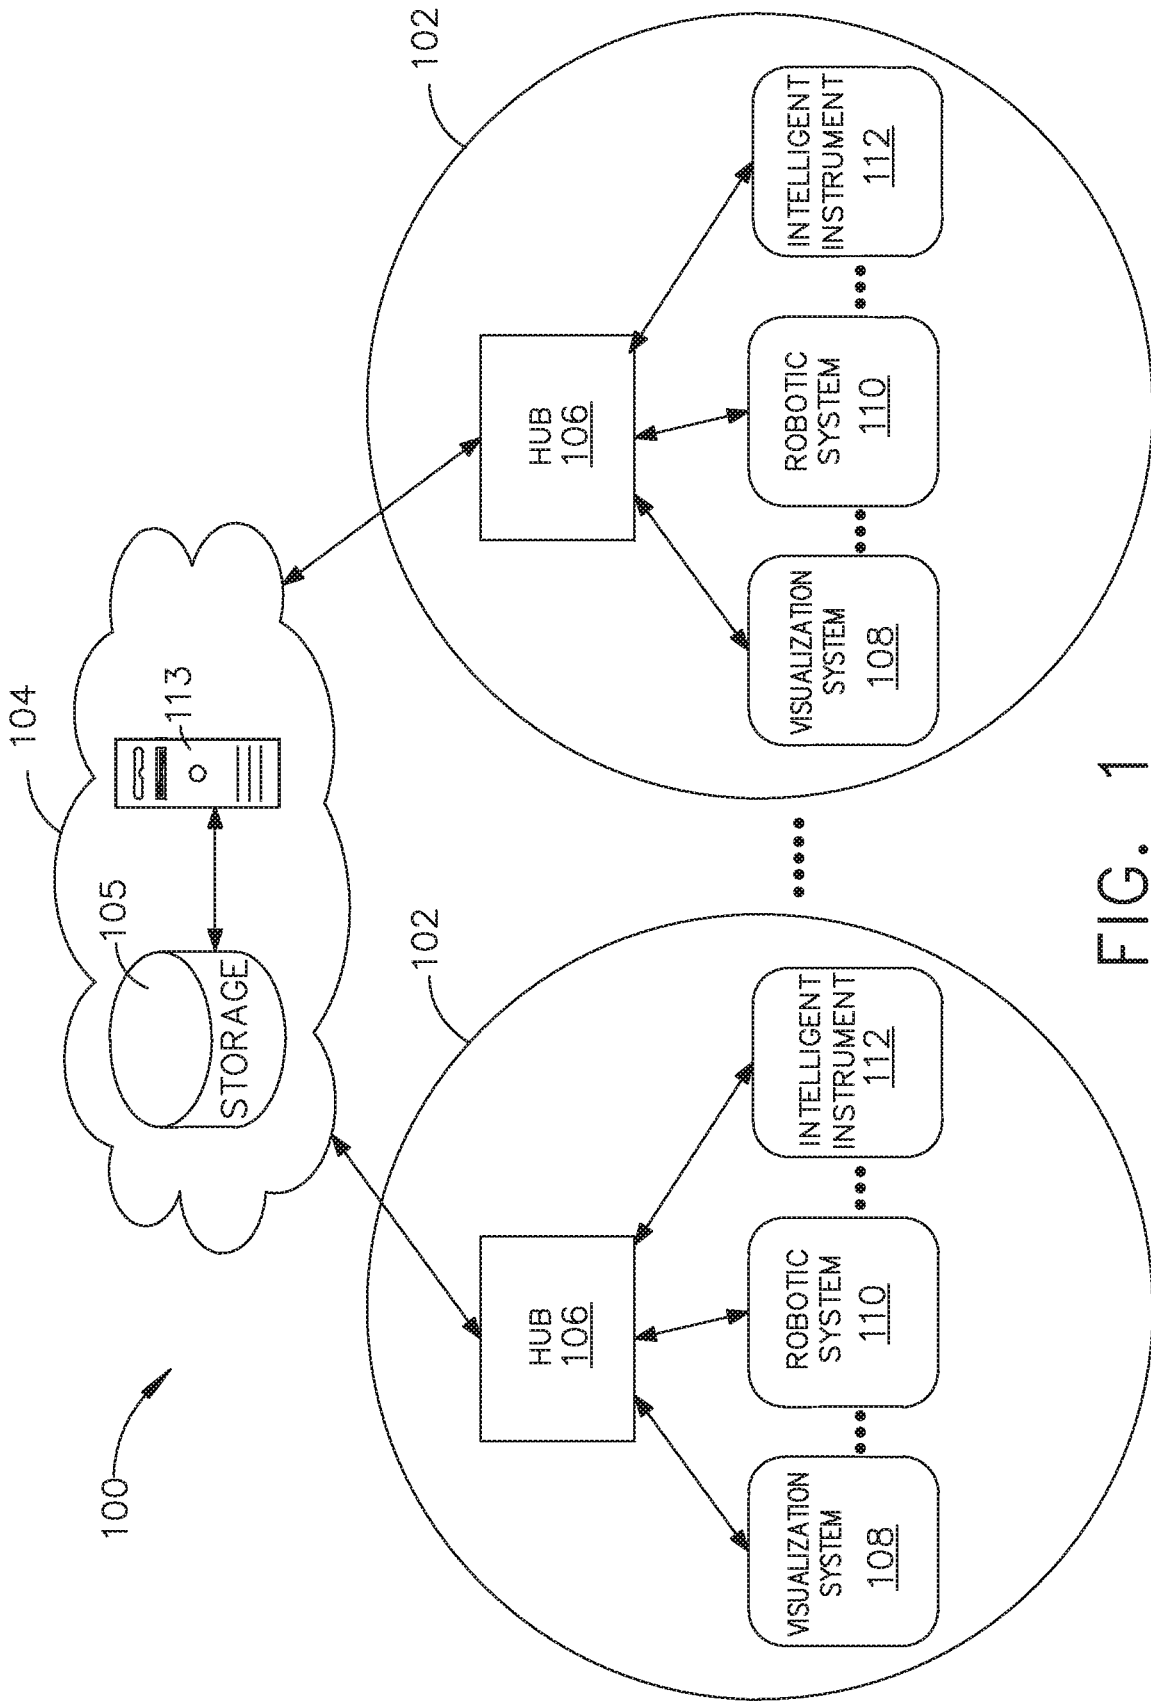 100
104
105
113
STORAGE
102
102
HUB
106
HUB
106
VISUALIZATION
SYSTEM
108
ROBOTIC
SYSTEM
110
INTELLIGENT
INSTRUMENT
112
VISUALIZATION
SYSTEM
108
ROBOTIC
SYSTEM
110
INTELLIGENT
INSTRUMENT
112
FIG. 1